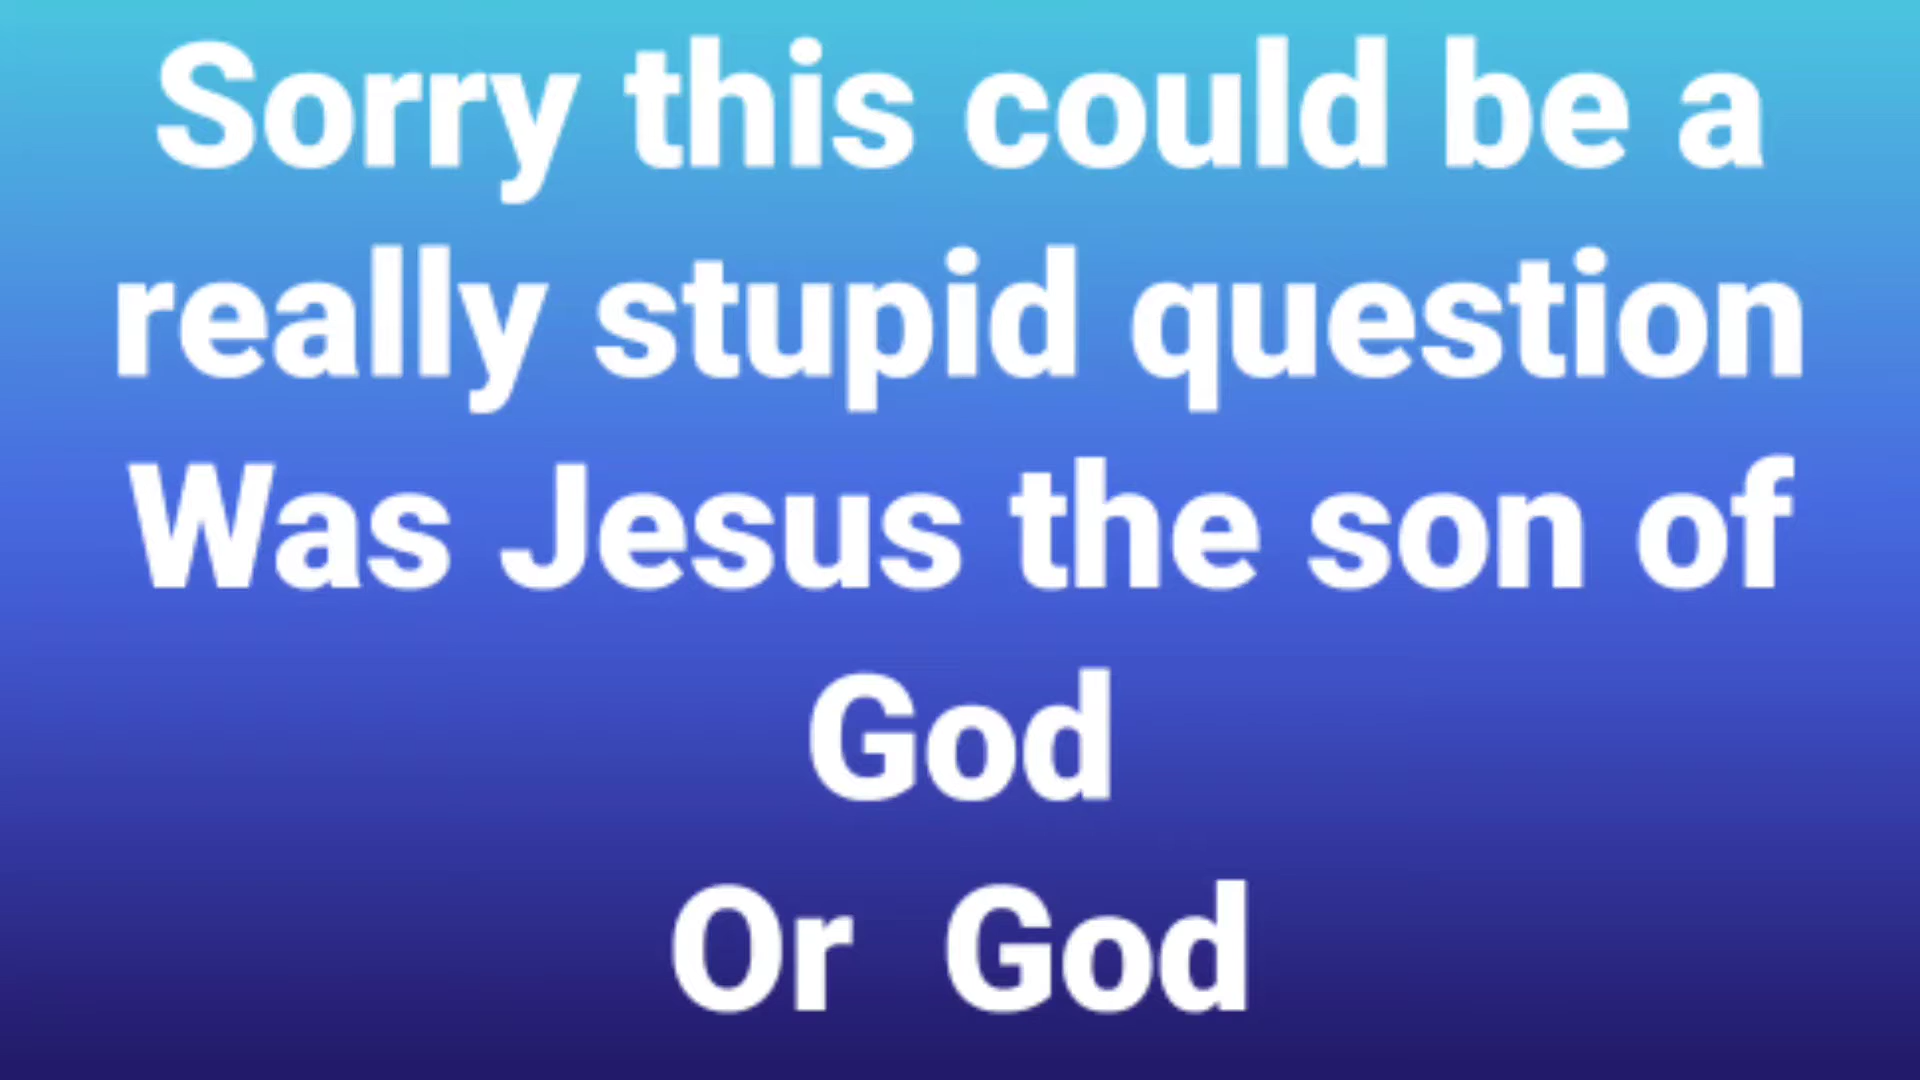 Sorry this could be a
really stupid question
Was Jesus the son of
God
Or God